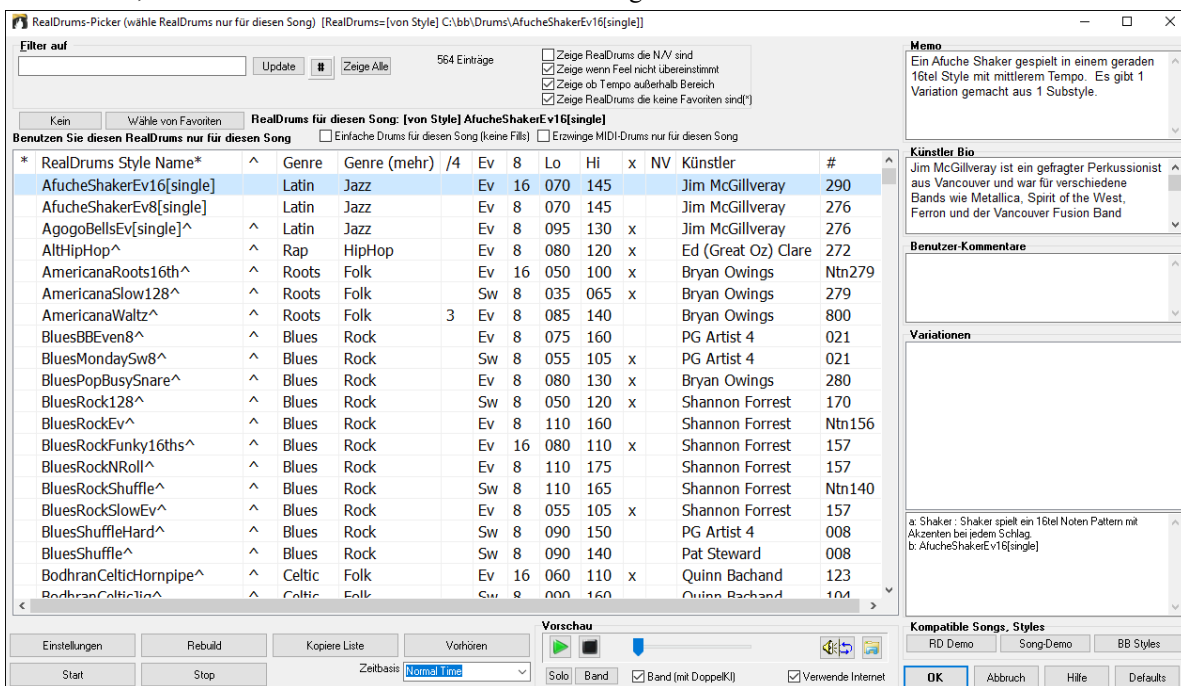 RealDrums-Picker (wähle RealDrums nur für diesen Song) [RealDrums=[von Style] C:\bb\Drums\AfucheShakerEv16[single]]
Filter auf
Update # Zeige Alle 564 Einträge
Zeige RealDrums die N/V sind
Zeige wenn Feel nicht übereinstimmt
Zeige ob Tempo außerhalb Bereich
Zeige RealDrums die keine Favoriten sind(*)
Kein Wähle von Favoriten RealDrums für diesen Song: [von Style] AfucheShakerEv16[single]
Benutzen Sie diesen RealDrums nur für diesen Song Einfache Drums für diesen Song (keine Fills) Erzwinge MIDI-Drums nur für diesen Song
* RealDrums Style Name* ^ Genre Genre (mehr) /4 Ev 8 Lo Hi x NV Künstler #
AfucheShakerEv16[single] Latin Jazz Ev 16 070 145 Jim McGillveray 290
AfucheShakerEv8[single] Latin Jazz Ev 8 070 145 Jim McGillveray 276
AgogoBellsEv[single]^ ^ Latin Jazz Ev 8 095 130 x Jim McGillveray 276
AltHipHop^ ^ Rap HipHop Ev 8 080 120 x Ed (Great Oz) Clare 272
AmericanaRoots16th^ ^ Roots Folk Ev 16 050 100 x Bryan Owings Ntn279
AmericanaSlow128^ ^ Roots Folk Sw 8 035 065 x Bryan Owings 279
AmericanaWaltz^ ^ Roots Folk 3 Ev 8 085 140 Bryan Owings 800
BluesBBEven8^ ^ Blues Rock Ev 8 075 160 PG Artist 4 021
BluesMondaySw8^ ^ Blues Rock Sw 8 055 105 x PG Artist 4 021
BluesPopBusySnare^ ^ Blues Rock Ev 8 080 130 x Bryan Owings 280
BluesRock128^ ^ Blues Rock Sw 8 050 120 x Shannon Forrest 170
BluesRockEv^ ^ Blues Rock Ev 8 110 160 Shannon Forrest Ntn156
BluesRockFunky16ths^ ^ Blues Rock Ev 16 080 110 x Shannon Forrest 157
BluesRockNRoll^ ^ Blues Rock Ev 8 110 175 Shannon Forrest 157
BluesRockShuffle^ ^ Blues Rock Sw 8 110 165 Shannon Forrest Ntn140
BluesRockSlowEv^ ^ Blues Rock Ev 8 055 105 x Shannon Forrest 157
BluesShuffleHard^ ^ Blues Rock Sw 8 090 150 PG Artist 4 008
BluesShuffle^ ^ Blues Rock Sw 8 090 140 Pat Steward 008
BodhranCelticHornpipe^ ^ Celtic Folk Ev 16 060 110 x Quinn Bachand 123
BodhranCelticJig^ ^ Celtic Folk Sw 8 090 160 Quinn Bachand 104
Einstellungen Rebuild Kopiere Liste Vorhören
Start Stop Zeitbasis Normal Time
Vorschau
Solo Band Band (mit DoppelKl) Verwende Internet
Memo
Ein Afuche Shaker gespielt in einem geraden
16tel Style mit mittlerem Tempo. Es gibt 1
Variation gemacht aus 1 Substyle.
Künstler Bio
Jim McGillveray ist ein gefragter Perkussionist
aus Vancouver und war für verschiedene
Bands wie Metallica, Spirit of the West,
Ferron und der Vancouver Fusion Band
Benutzer-Kommentare
Variationen
a: Shaker : Shaker spielt ein 16tel Noten Pattern mit
Akzenten bei jedem Schlag.
b: AfucheShakerEv16[single]
Kompatible Songs, Styles
RD Demo Song-Demo BB Styles
OK Abbruch Hilfe Defaults